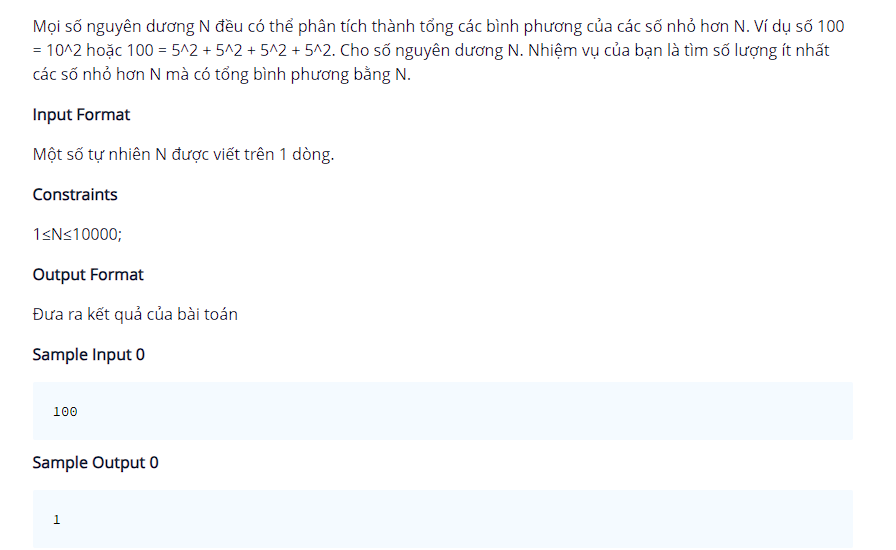 Mọi số nguyên dương N đều có thể phân tích thành tổng các bình phương của các số nhỏ hơn N. Ví dụ số 100
= 10^2 hoặc 100 = 5^2 + 5^2 + 5^2 + 5^2. Cho số nguyên dương N. Nhiệm vụ của bạn là tìm số lượng ít nhất
các số nhỏ hơn N mà có tổng bình phương bằng N.
Input Format
Một số tự nhiên N được viết trên 1 dòng.
Constraints
1≤N≤10000;
Output Format
Đưa ra kết quả của bài toán
Sample Input 0
100
Sample Output 0
1